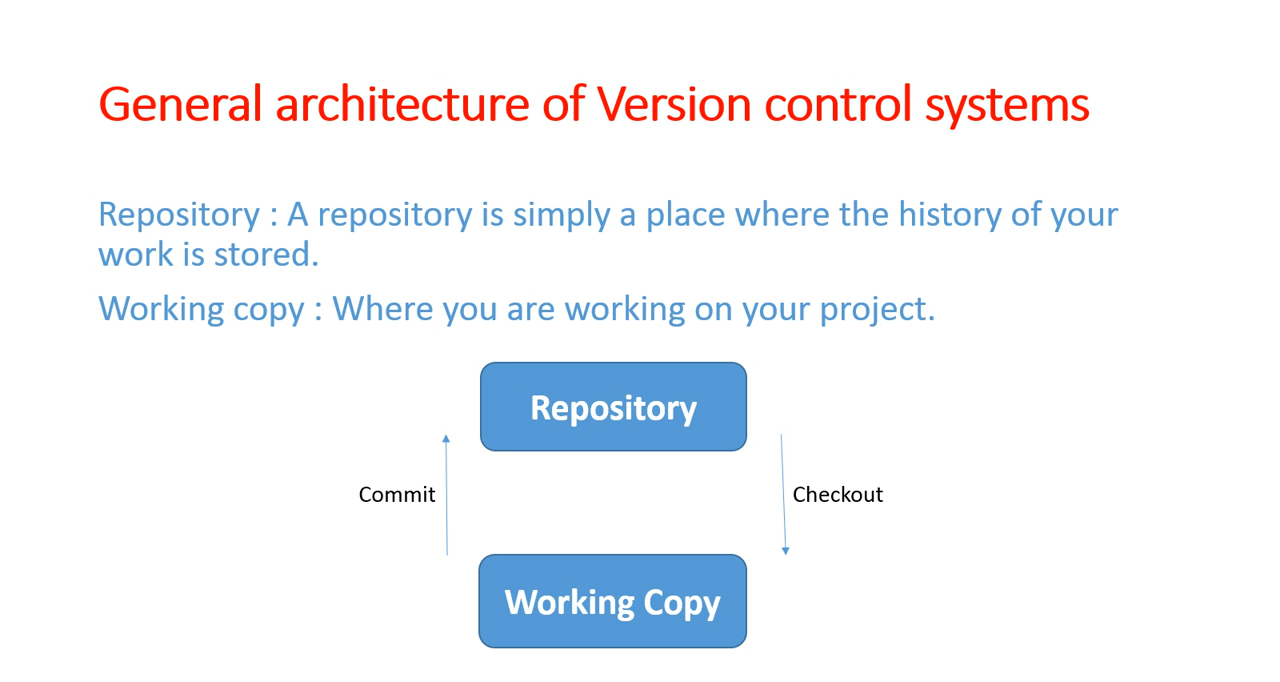 General architecture of Version control systems
Repository : A repository is simply a place where the history of your
work is stored.
Working copy : Where you are working on your project.
Repository
Commit
Checkout
Working Copy